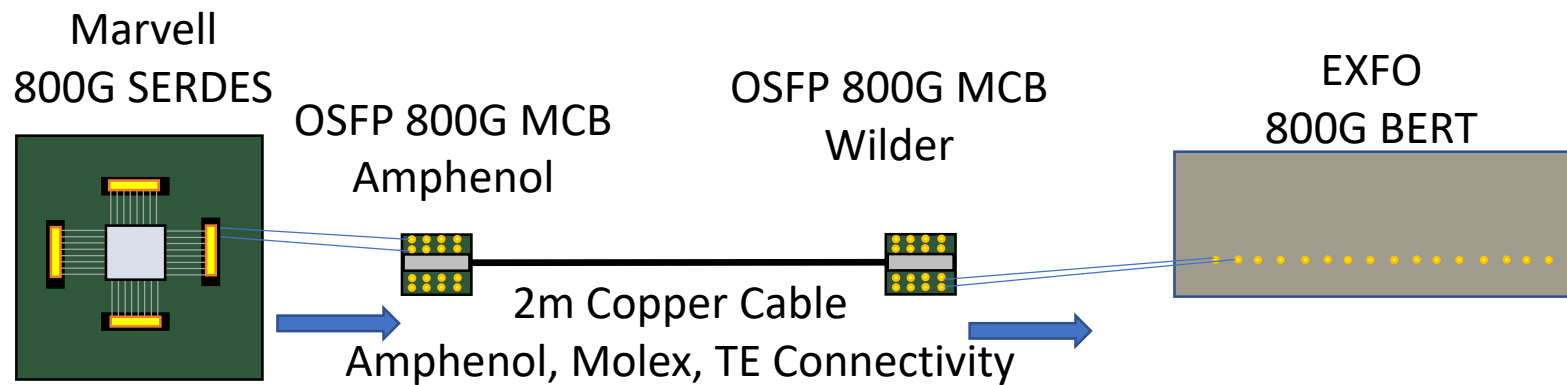 Marvell
800G SERDES
OSFP 800G MCB
Amphenol
OSFP 800G MCB
Wilder
EXFO
800G BERT
2m Copper Cable
Amphenol, Molex, TE Connectivity